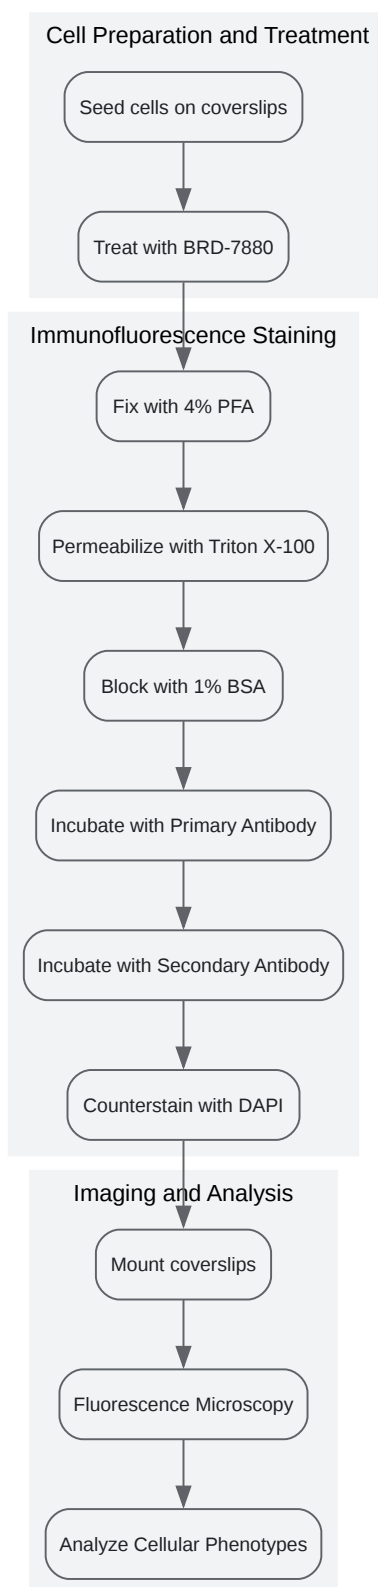 Cell Preparation and Treatment
Seed cells on coverslips
Treat with BRD-7880
Immunofluorescence Staining
Fix with 4% PFA
Permeabilize with Triton X-100
Block with 1% BSA
Incubate with Primary Antibody
Incubate with Secondary Antibody
Counterstain with DAPI
Imaging and Analysis
Mount coverslips
Fluorescence Microscopy
Analyze Cellular Phenotypes